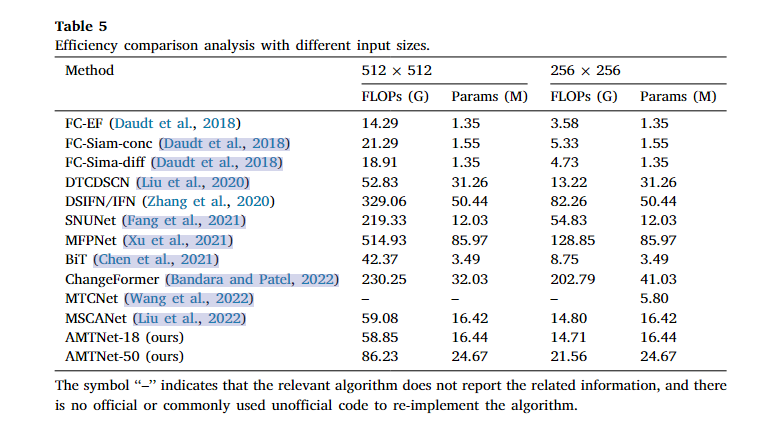 Table 5
Efficiency comparison analysis with different input sizes.
Method 512 × 512 256 × 256
FLOPs (G) Params (M) FLOPs (G) Params (M)
FC-EF (Daudt et al., 2018) 14.29 1.35 3.58 1.35
FC-Siam-conc (Daudt et al., 2018) 21.29 1.55 5.33 1.55
FC-Sima-diff (Daudt et al., 2018) 18.91 1.35 4.73 1.35
DTCDSCN (Liu et al., 2020) 52.83 31.26 13.22 31.26
DSIFN/IFN (Zhang et al., 2020) 329.06 50.44 82.26 50.44
SNUNet (Fang et al., 2021) 219.33 12.03 54.83 12.03
MFPNet (Xu et al., 2021) 514.93 85.97 128.85 85.97
BiT (Chen et al., 2021) 42.37 3.49 8.75 3.49
ChangeFormer (Bandara and Patel, 2022) 230.25 32.03 202.79 41.03
MTCNet (Wang et al., 2022) – – – 5.80
MSCANet (Liu et al., 2022) 59.08 16.42 14.80 16.42
AMTNet-18 (ours) 58.85 16.44 14.71 16.44
AMTNet-50 (ours) 86.23 24.67 21.56 24.67
The symbol “–” indicates that the relevant algorithm does not report the related information, and there
is no official or commonly used unofficial code to re-implement the algorithm.